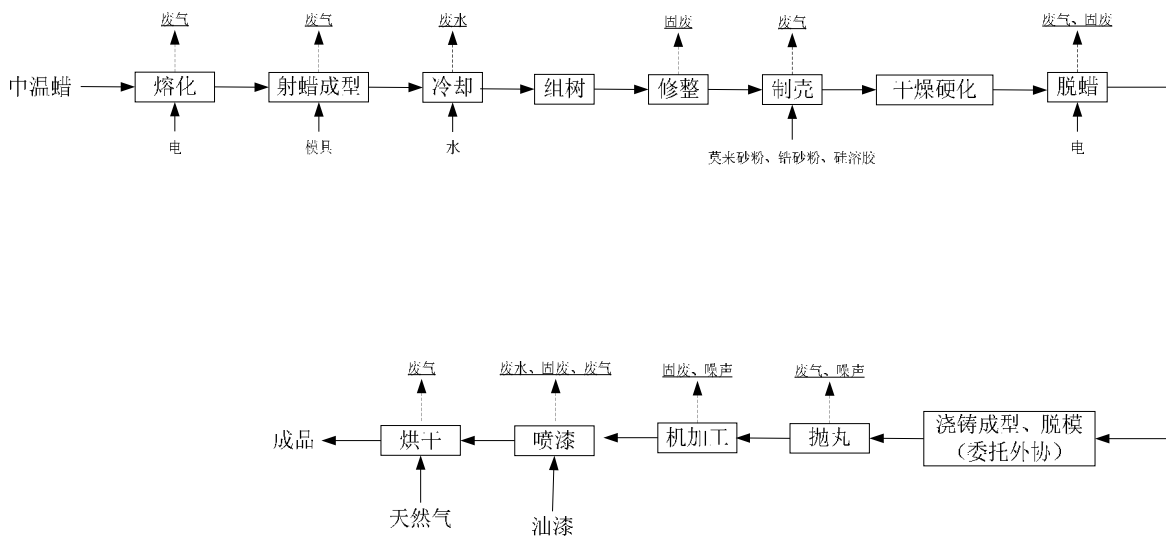 废气
废气
废水
固废
废气
废气、固废
中温蜡
熔化
射蜡成型
冷却
组树
修整
制壳
干燥硬化
脱蜡
电
模具
水
莫来砂粉、锆砂粉、硅溶胶
电
废气
废水、固废、废气
固废、噪声
废气、噪声
成品
烘干
喷漆
机加工
抛丸
浇铸成型、脱模
（委托外协）
天然气
油漆